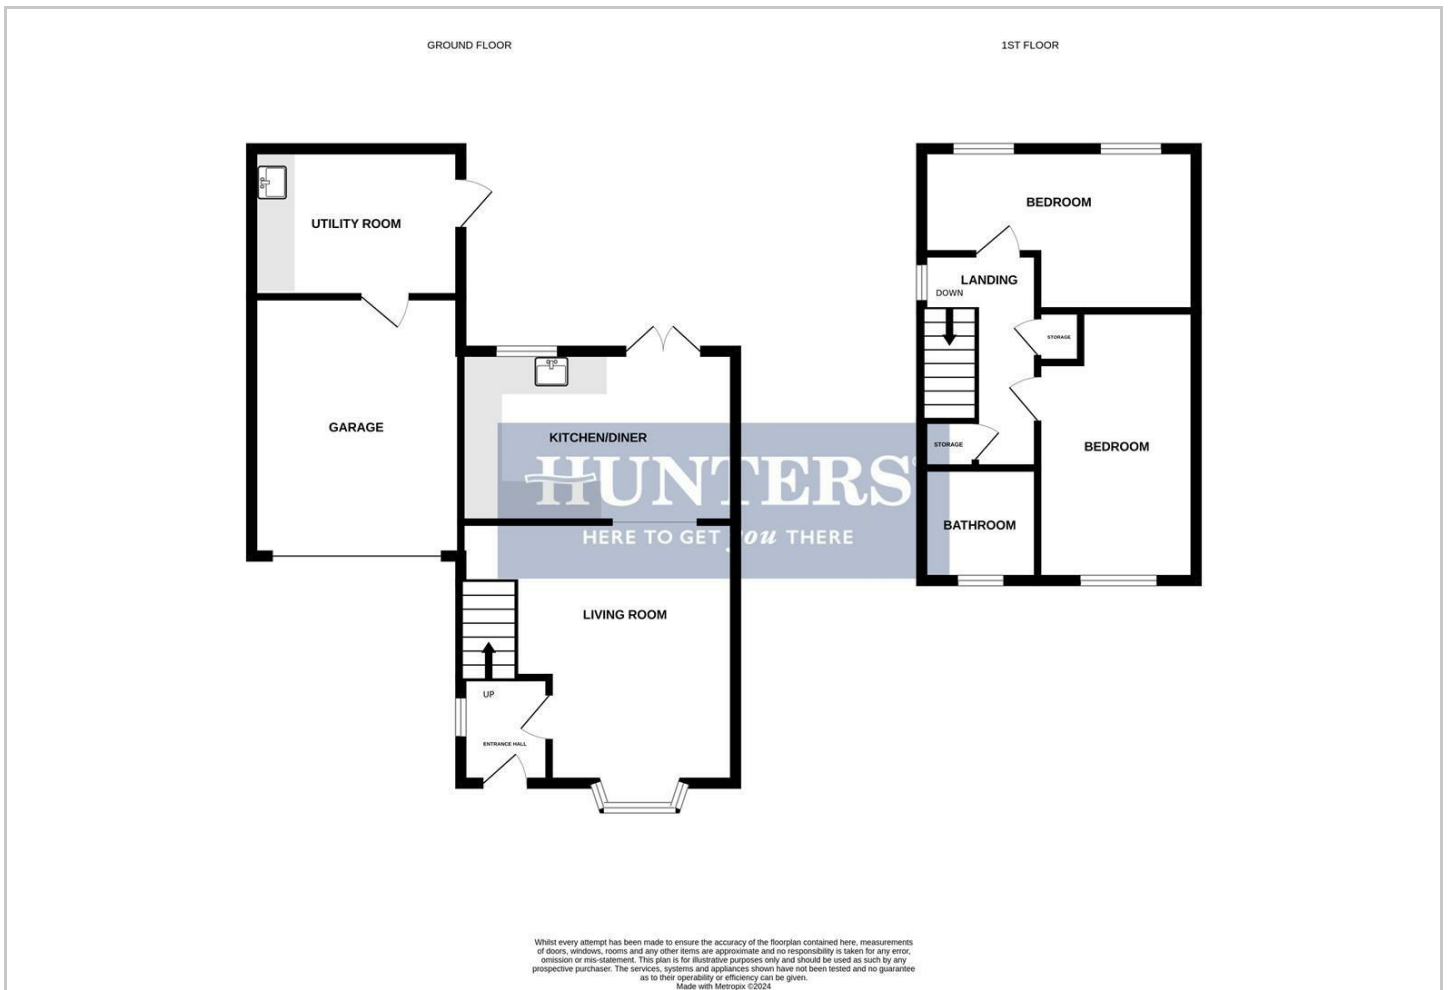 GROUND FLOOR
1ST FLOOR
UTILITY ROOM
GARAGE
KITCHEN/DINER
LIVING ROOM
UP
ENTRANCE HALL
BEDROOM
LANDING
DOWN
STORAGE
BEDROOM
STORAGE
BATHROOM
HUNTERS
HERE TO GET you THERE
Whilst every attempt has been made to ensure the accuracy of the floorplan contained here, measurements
of doors, windows, rooms and any other items are approximate and no responsibility is taken for any error,
omission or mis-statement. This plan is for illustrative purposes only and should be used as such by any
prospective purchaser. The services, systems and appliances shown have not been tested and no guarantee
as to their operability or efficiency can be given.
Made with Metropix ©2024